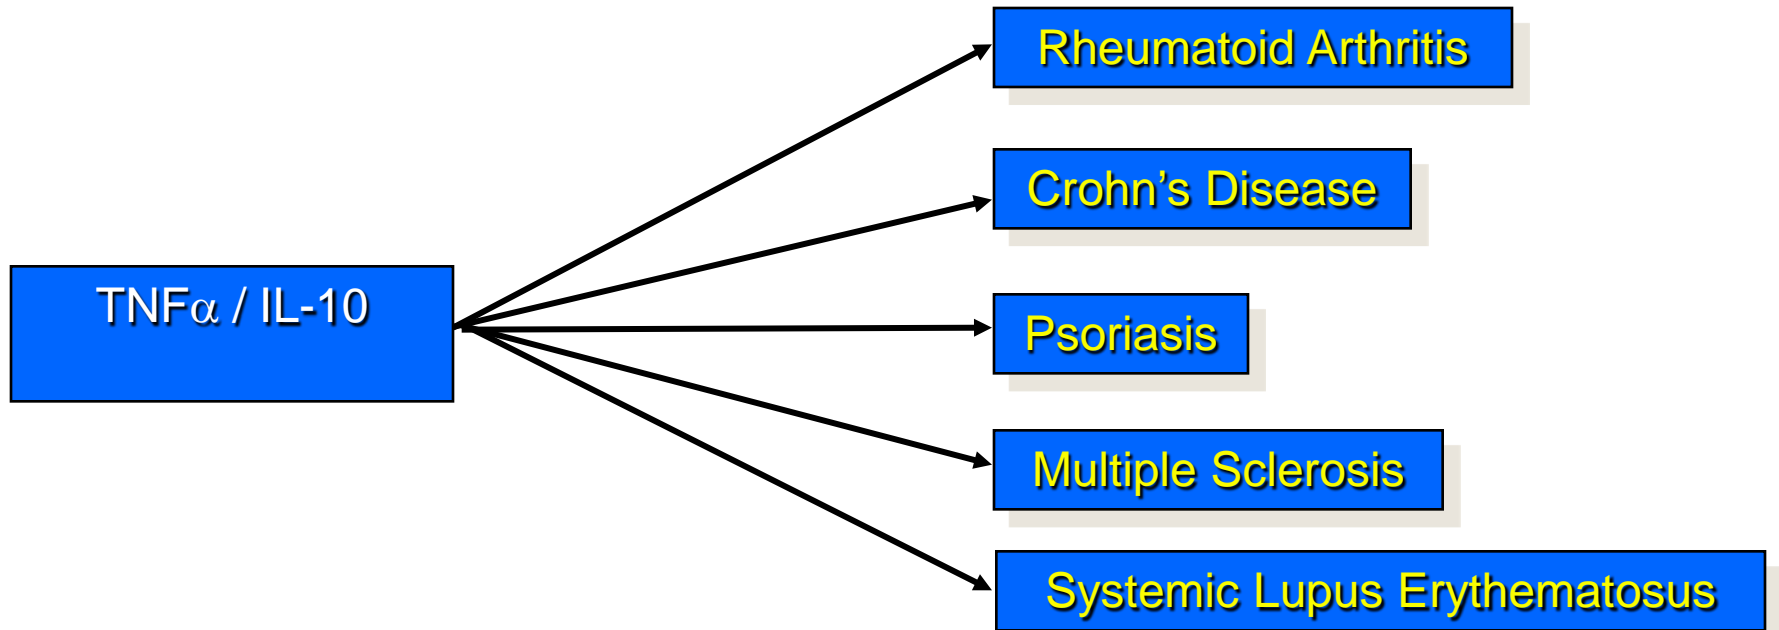 Rheumatoid Arthritis
Crohn’s Disease
TNFα / IL-10
Psoriasis
Multiple Sclerosis
Systemic Lupus Erythematosus